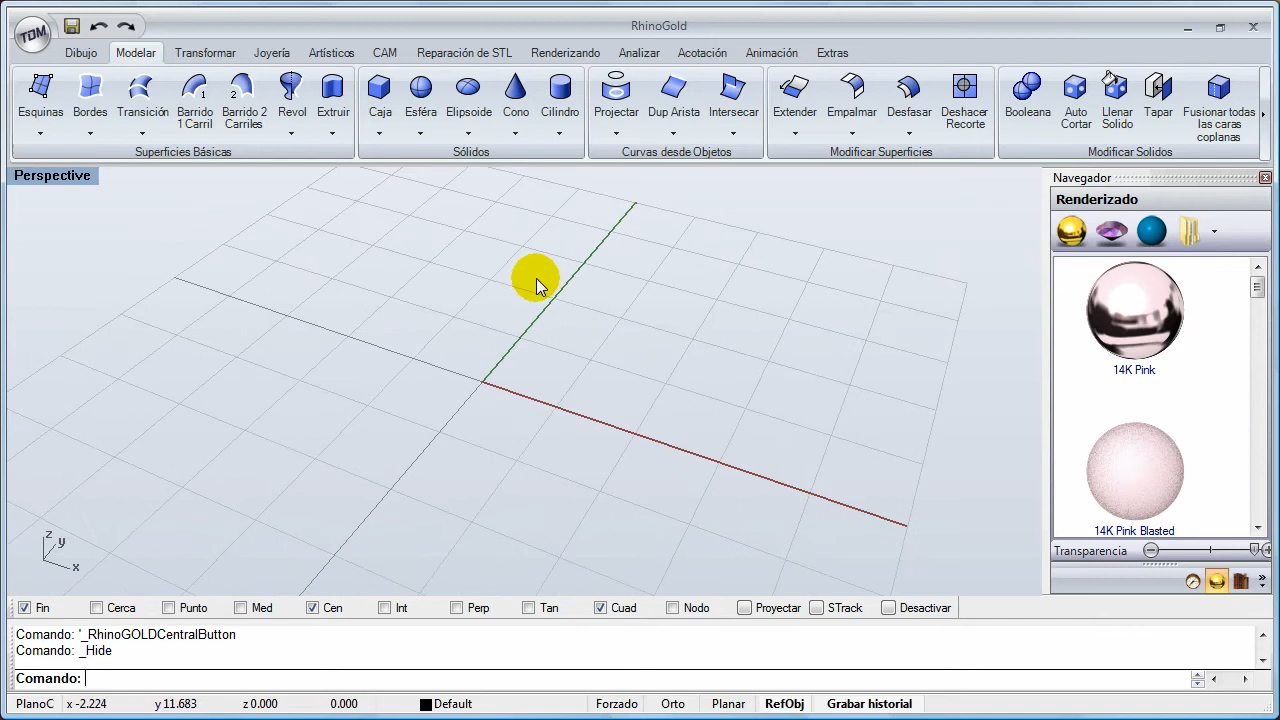 RhinoGold
TDM
Dibujo Modelar Transformar Joyería Artísticos CAM Reparación de STL Renderizando Analizar Acotación Animación Extras
Esquinas Bordes Transición Barrido 1 Carril Barrido 2 Carriles Revol Extruir
Superficies Básicas
Caja Esféra Elipsoide Cono Cilindro
Sólidos
Projectar Dup Arista Intersecar
Curvas desde Objetos
Extender Empalmar Desfasar Deshacer Recorte
Modificar Superfícies
Booleana Auto Cortar Llenar Solido Tapar Fusionar todas las caras coplanas
Modificar Solidos
Perspective
z
y
x
Navegador
Renderizado
14K Pink
14K Pink Blasted
Transparencia
Fin Cerca Punto Med Cen Int Perp Tan Cuad Nodo Proyectar STrack Desactivar
Comando: '_RhinoGOLDCentralButton
Comando: _Hide
Comando:
PlanoC x -2.224 y 11.683 z 0.000 0.000 Default Forzado Orto Planar RefObj Grabar historial